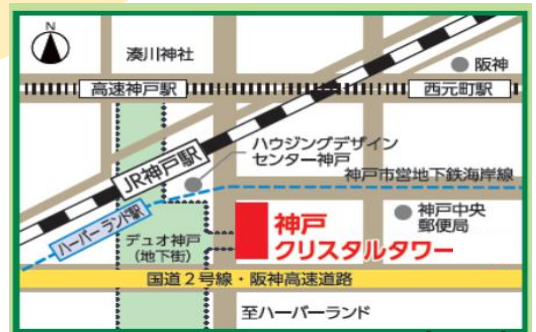 N
湊川神社
阪神
高速神戸駅
西元町駅
JR神戸駅
ハウジングデザイン
センター神戸
神戸市営地下鉄海岸線
ハーバーランド駅
デュオ神戸
(地下街)
神戸
クリスタルタワー
神戸中央
郵便局
国道2号線・阪神高速道路
至ハーバーランド